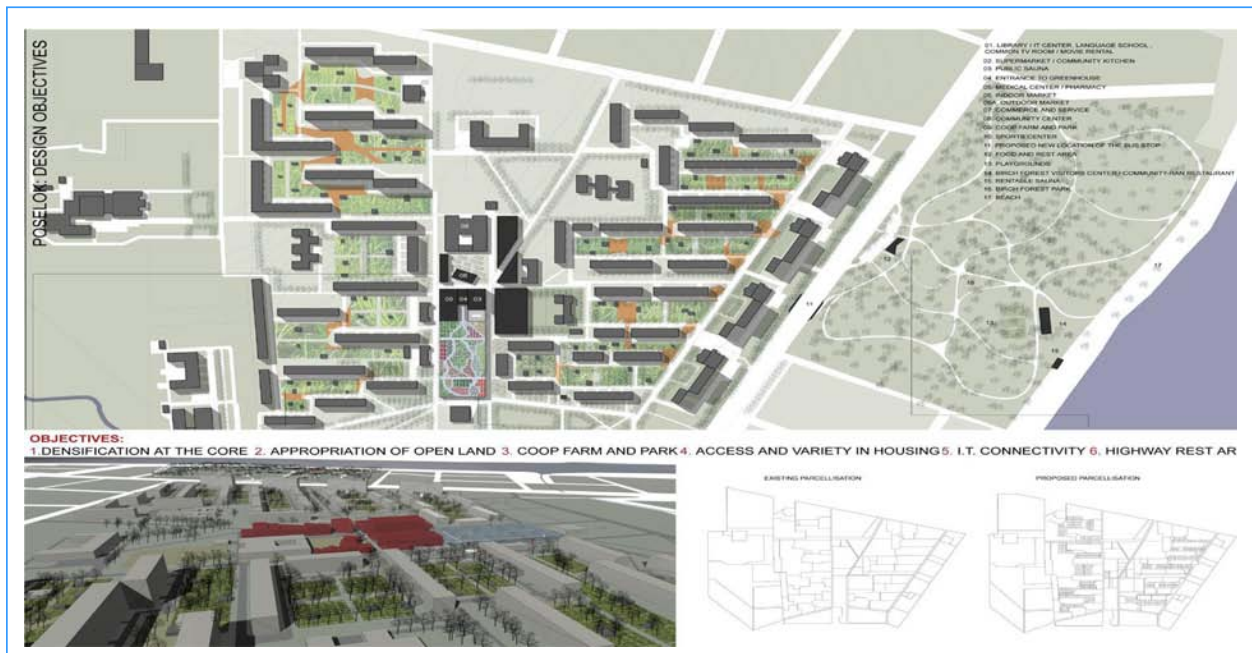 POSELOK: DESIGN OBJECTIVES
01. LIBRARY / IT CENTER, LANGUAGE SCHOOL,
COMMON TV ROOM / MOVIE RENTAL
02. SUPERMARKET / COMMUNITY KITCHEN
03. PUBLIC SAUNA
04. ENTRANCE TO GREENHOUSE
05. MEDICAL CENTER / PHARMACY
06. INDOOR MARKET
06A. OUTDOOR MARKET
07. COMMERCE AND SERVICE
08. COMMUNITY CENTER
09. COOP FARM AND PARK
10. SPORTS CENTER
11. PROPOSED NEW LOCATION OF THE BUS STOP
12. FOOD AND REST AREA
13. PLAYGROUNDS
14. BIRCH FOREST VISITORS CENTER / COMMUNITY-RAN RESTAURANT
15. RENTABLE SAUNA
16. BIRCH FOREST PARK
17. BEACH
12
17
11
14
OBJECTIVES:
1. DENSIFICATION AT THE CORE 2. APPROPRIATION OF OPEN LAND 3. COOP FARM AND PARK 4. ACCESS AND VARIETY IN HOUSING 5. I.T. CONNECTIVITY 6. HIGHWAY REST AR
EXISTING PARCELLISATION
PROPOSED PARCELLISATION